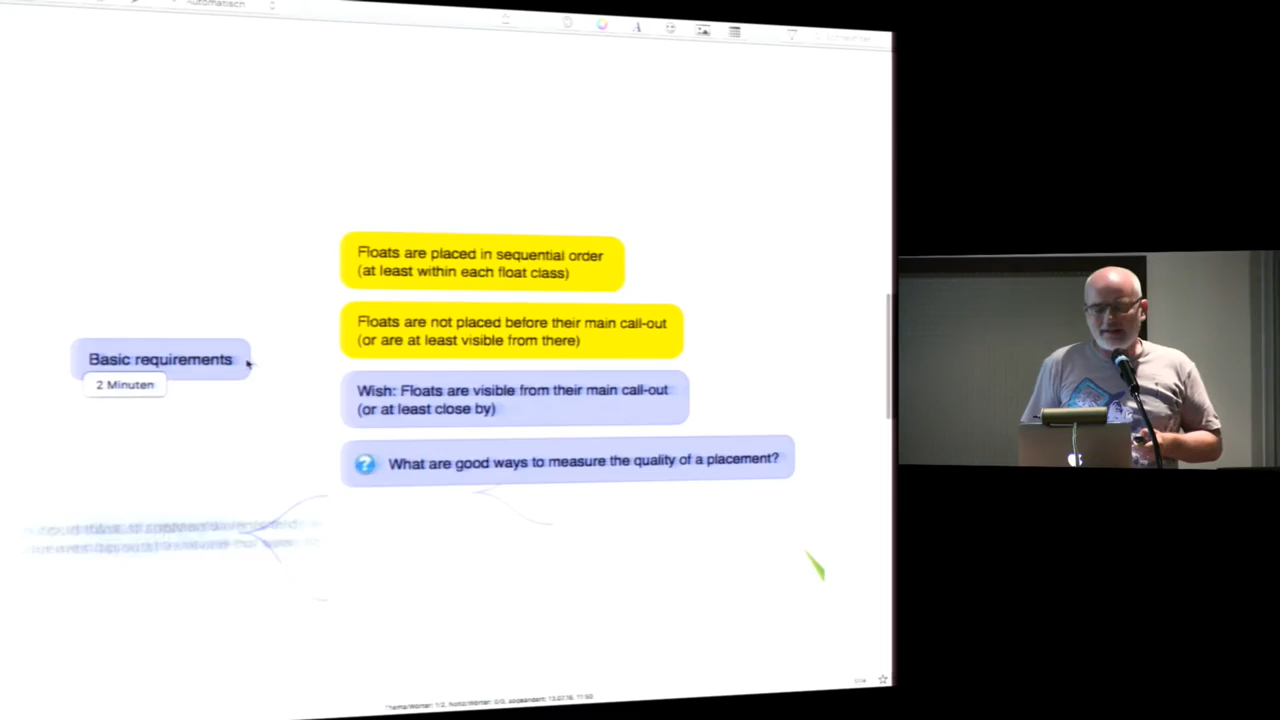 Automatisch
Floats are placed in sequential order
(at least within each float class)
Floats are not placed before their main call-out
(or are at least visible from there)
Basic requirements
2 Minuten
Wish: Floats are visible from their main call-out
(or at least close by)
What are good ways to measure the quality of a placement?